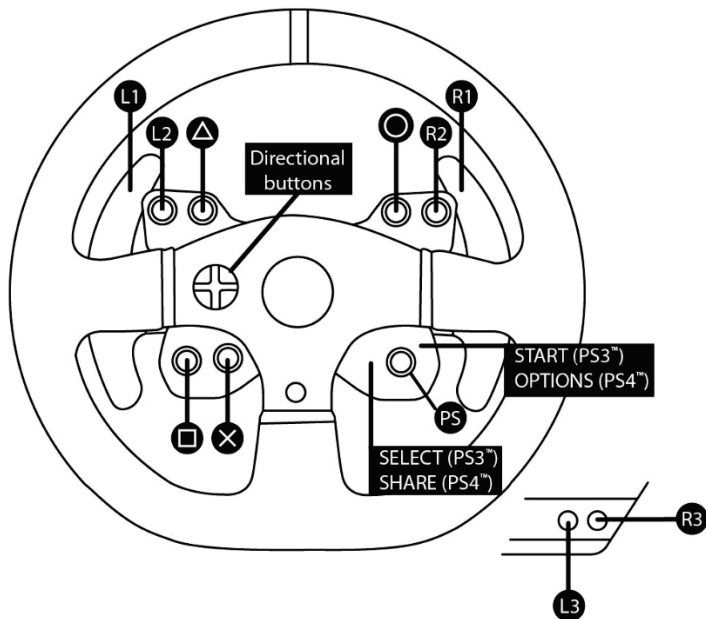 L1
R1
L2
R2
Directional
buttons
START (PS3™)
OPTIONS (PS4™)
PS
SELECT (PS3™)
SHARE (PS4™)
R3
L3